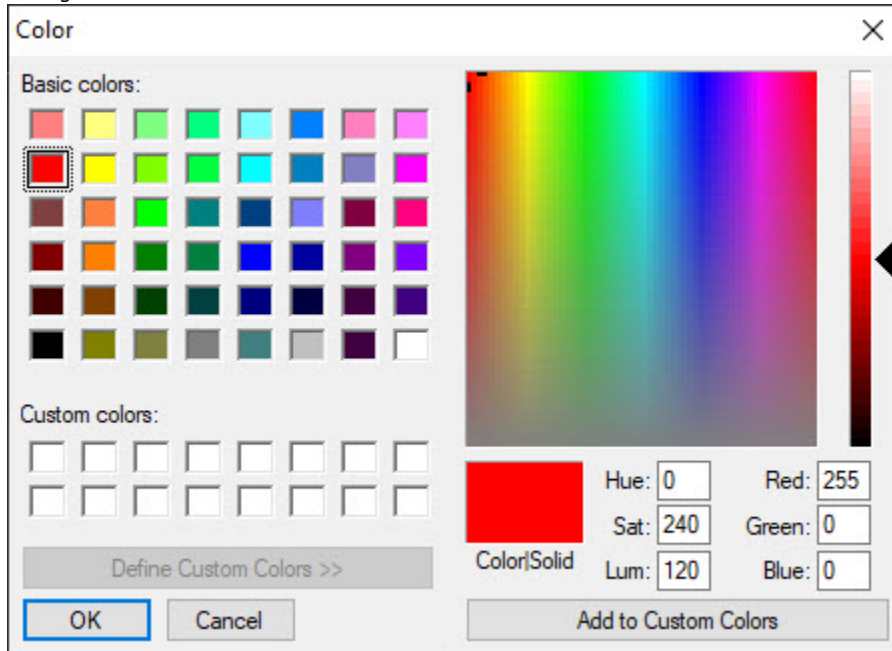 Color
Basic colors:
Custom colors:
Define Custom Colors >>
OK Cancel
Color|Solid
Hue: 0 Red: 255
Sat: 240 Green: 0
Lum: 120 Blue: 0
Add to Custom Colors